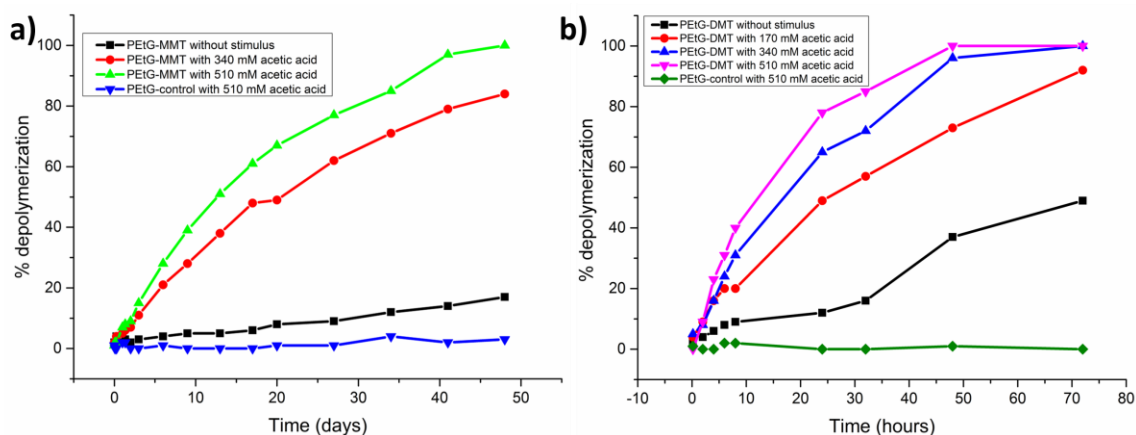 a)
PEtG-MMT without stimulus
PEtG-MMT with 340 mM acetic acid
PEtG-MMT with 510 mM acetic acid
PEtG-control with 510 mM acetic acid
% depolymerization
100
80
60
40
20
0
0 10 20 30 40 50
Time (days)
b)
PEtG-DMT without stimulus
PEtG-DMT with 170 mM acetic acid
PEtG-DMT with 340 mM acetic acid
PEtG-DMT with 510 mM acetic acid
PEtG-control with 510 mM acetic acid
% depolymerization
100
80
60
40
20
0
-10 0 10 20 30 40 50 60 70 80
Time (hours)